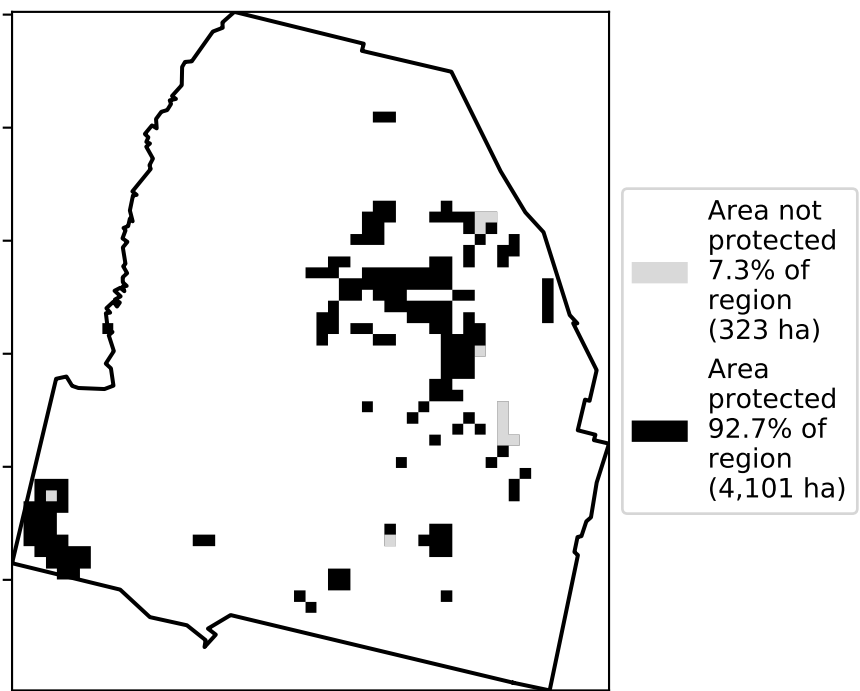 Area not
protected
7.3% of
region
(323 ha)
Area
protected
92.7% of
region
(4,101 ha)